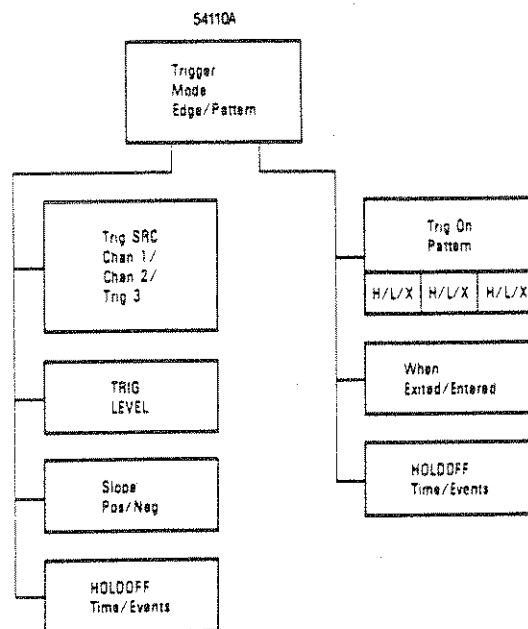 54110A
Trigger
Mode
Edge/Pattern
Trig SRC
Chan 1/
Chan 2/
Trig 3
TRIG
LEVEL
Slope
Pos/Neg
HOLDOFF
Time/Events
Trig On
Pattern
H/L/X H/L/X H/L/X
When
Exited/Entered
HOLDOFF
Time/Events